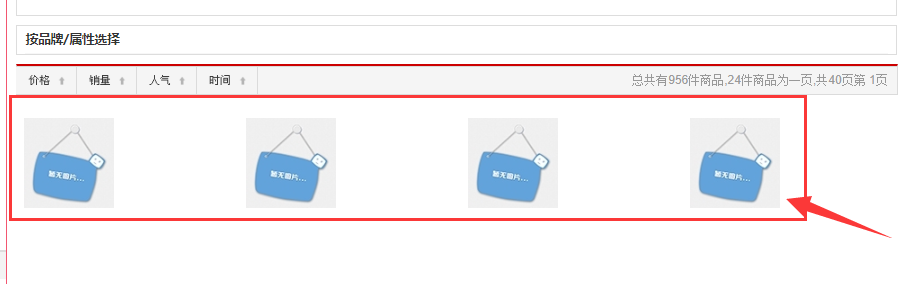 按品牌/属性选择
价格 销量 人气 时间 总共有956件商品,24件商品为一页,共40页第 1页
暂无图片... 暂无图片... 暂无图片... 暂无图片...